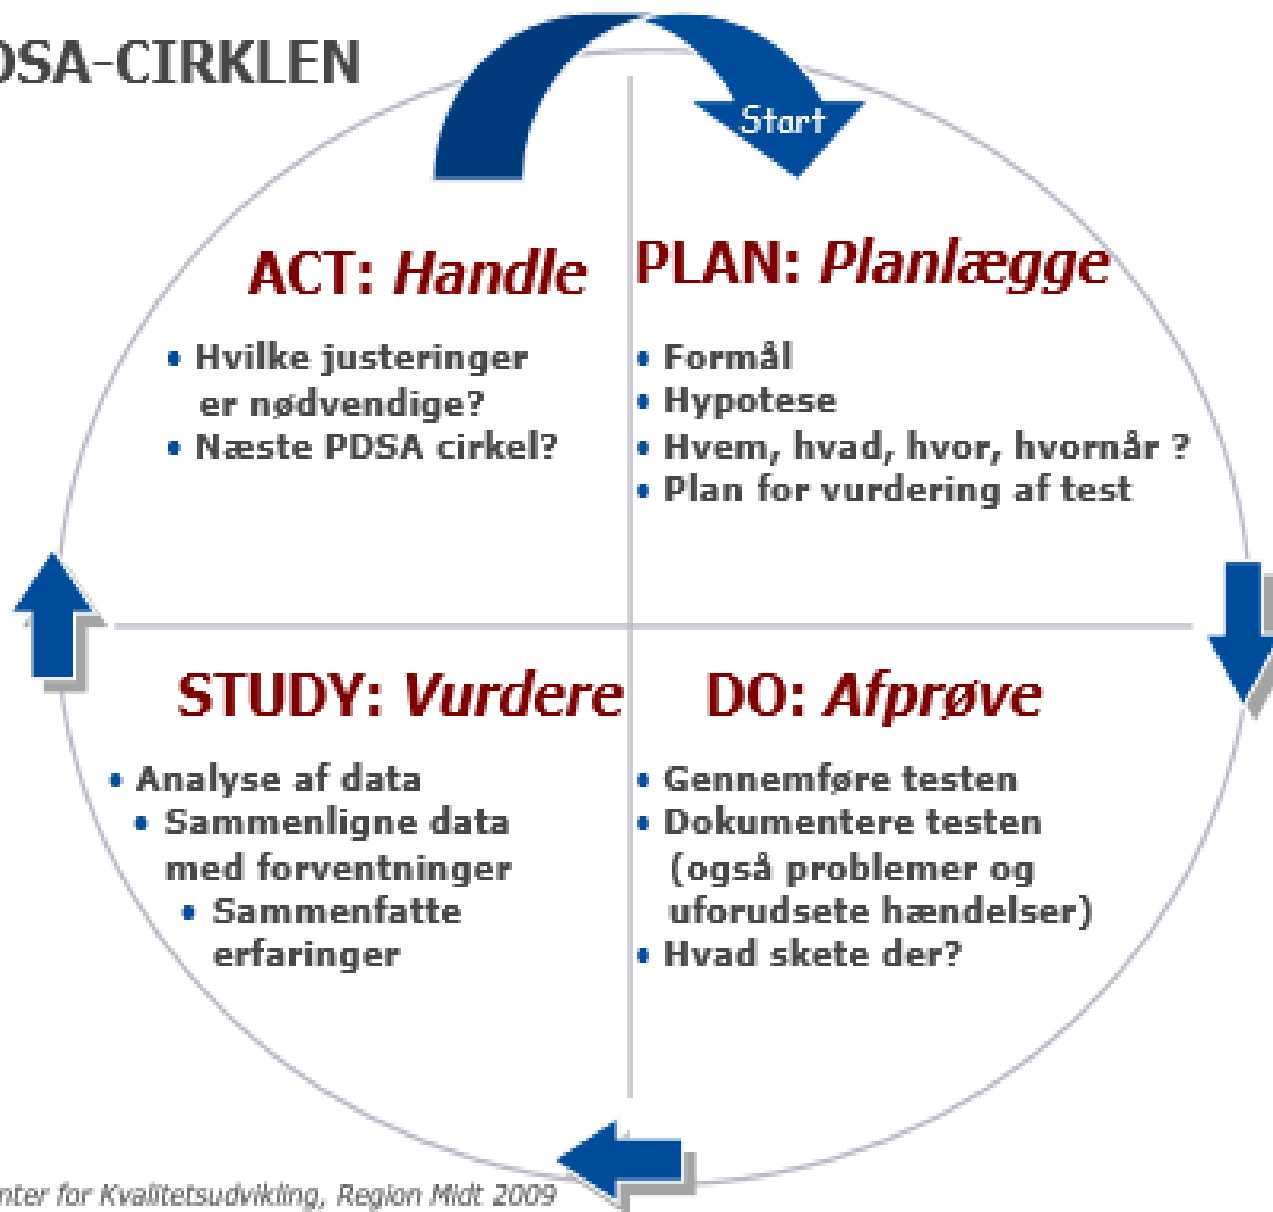 DSA-CIRKLEN
Start
ACT: Handle
• Hvilke justeringer
er nødvendige?
• Næste PDSA cirkel?
PLAN: Planlægge
• Formål
• Hypotese
• Hvem, hvad, hvor, hvornår ?
• Plan for vurdering af test
STUDY: Vurdere
• Analyse af data
• Sammenligne data
med forventninger
• Sammenfatte
erfaringer
DO: Afprøve
• Gennemføre testen
• Dokumentere testen
(også problemer og
uforudsete hændelser)
• Hvad skete der?
nter for Kvalitetsudvikling, Region Midt 2009